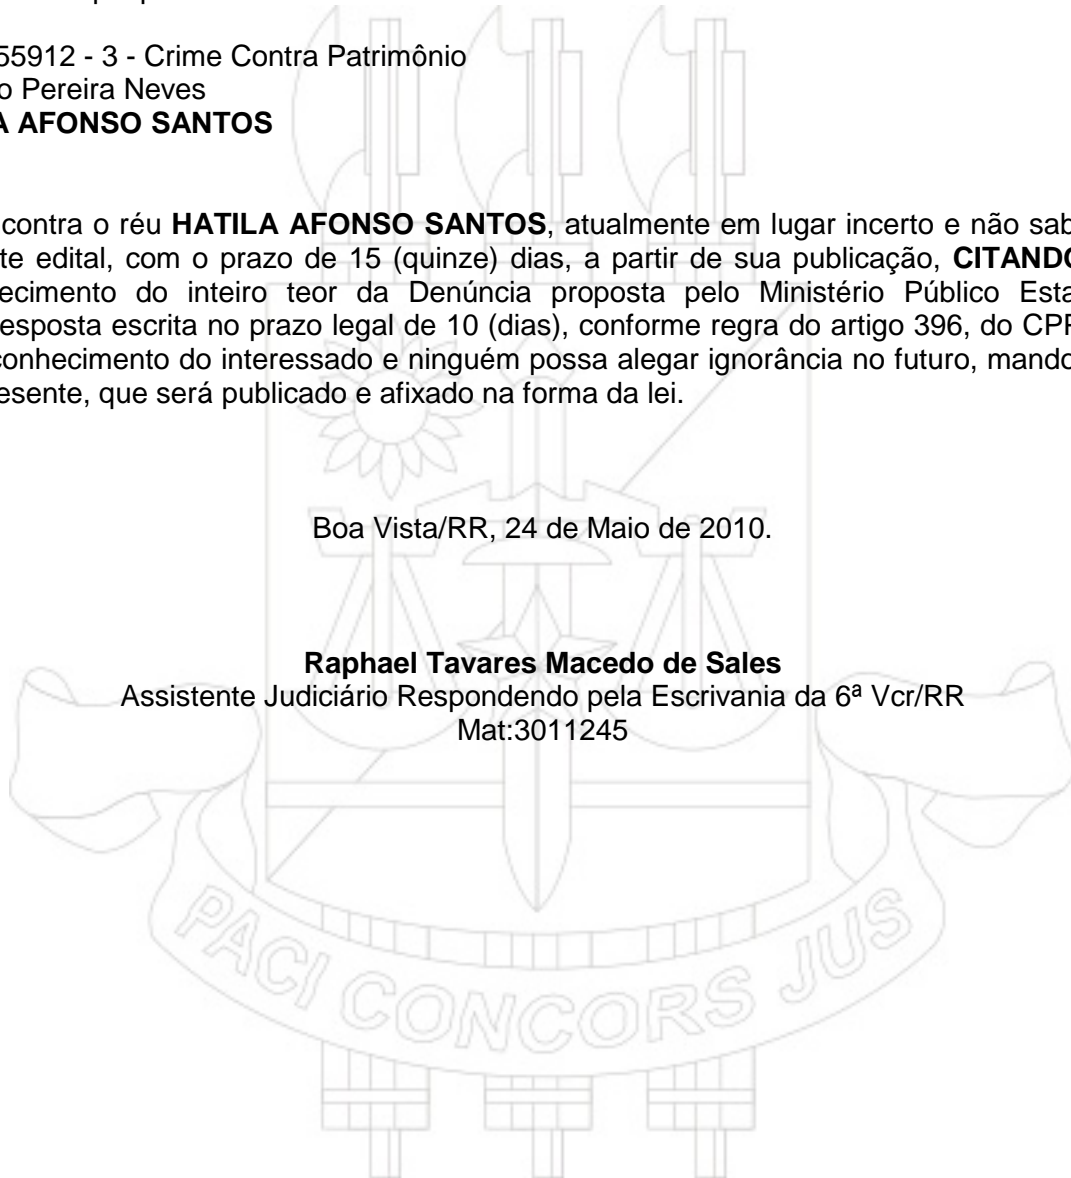 55912 - 3 - Crime Contra Patrimônio
o Pereira Neves
A AFONSO SANTOS
contra o réu HATILA AFONSO SANTOS, atualmente em lugar incerto e não sab
te edital, com o prazo de 15 (quinze) dias, a partir de sua publicação, CITANDO
ecimento do inteiro teor da Denúncia proposta pelo Ministério Público Esta
esposta escrita no prazo legal de 10 (dias), conforme regra do artigo 396, do CPP
conhecimento do interessado e ninguém possa alegar ignorância no futuro, mando
esente, que será publicado e afixado na forma da lei.
Boa Vista/RR, 24 de Maio de 2010.
Raphael Tavares Macedo de Sales
Assistente Judiciário Respondendo pela Escrivania da 6ª Vcr/RR
Mat:3011245
PACI CONCORS JUS